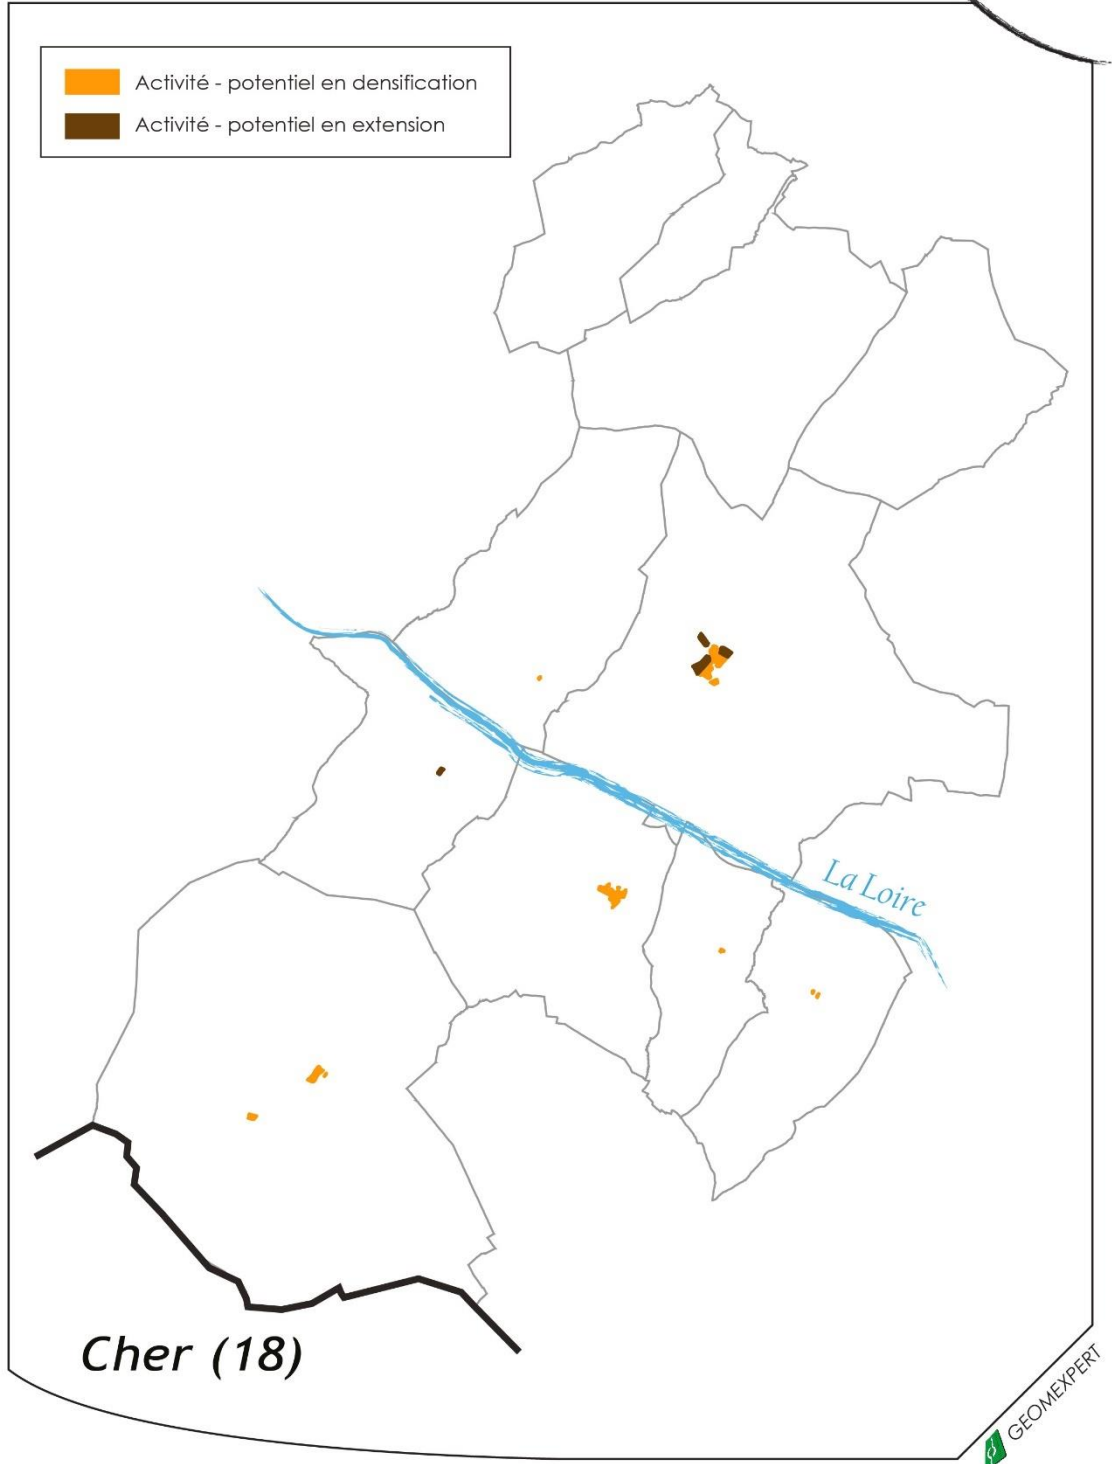 Activité - potentiel en densification
Activité - potentiel en extension
La Loire
Cher (18)
GEOMEXPERT